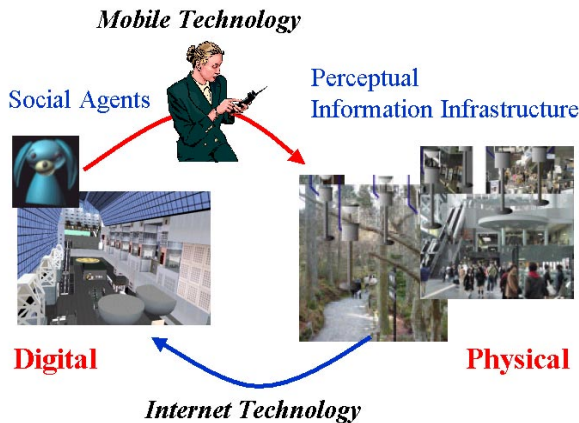 Mobile Technology
Social Agents
Perceptual
Information Infrastructure
Digital
Physical
Internet Technology